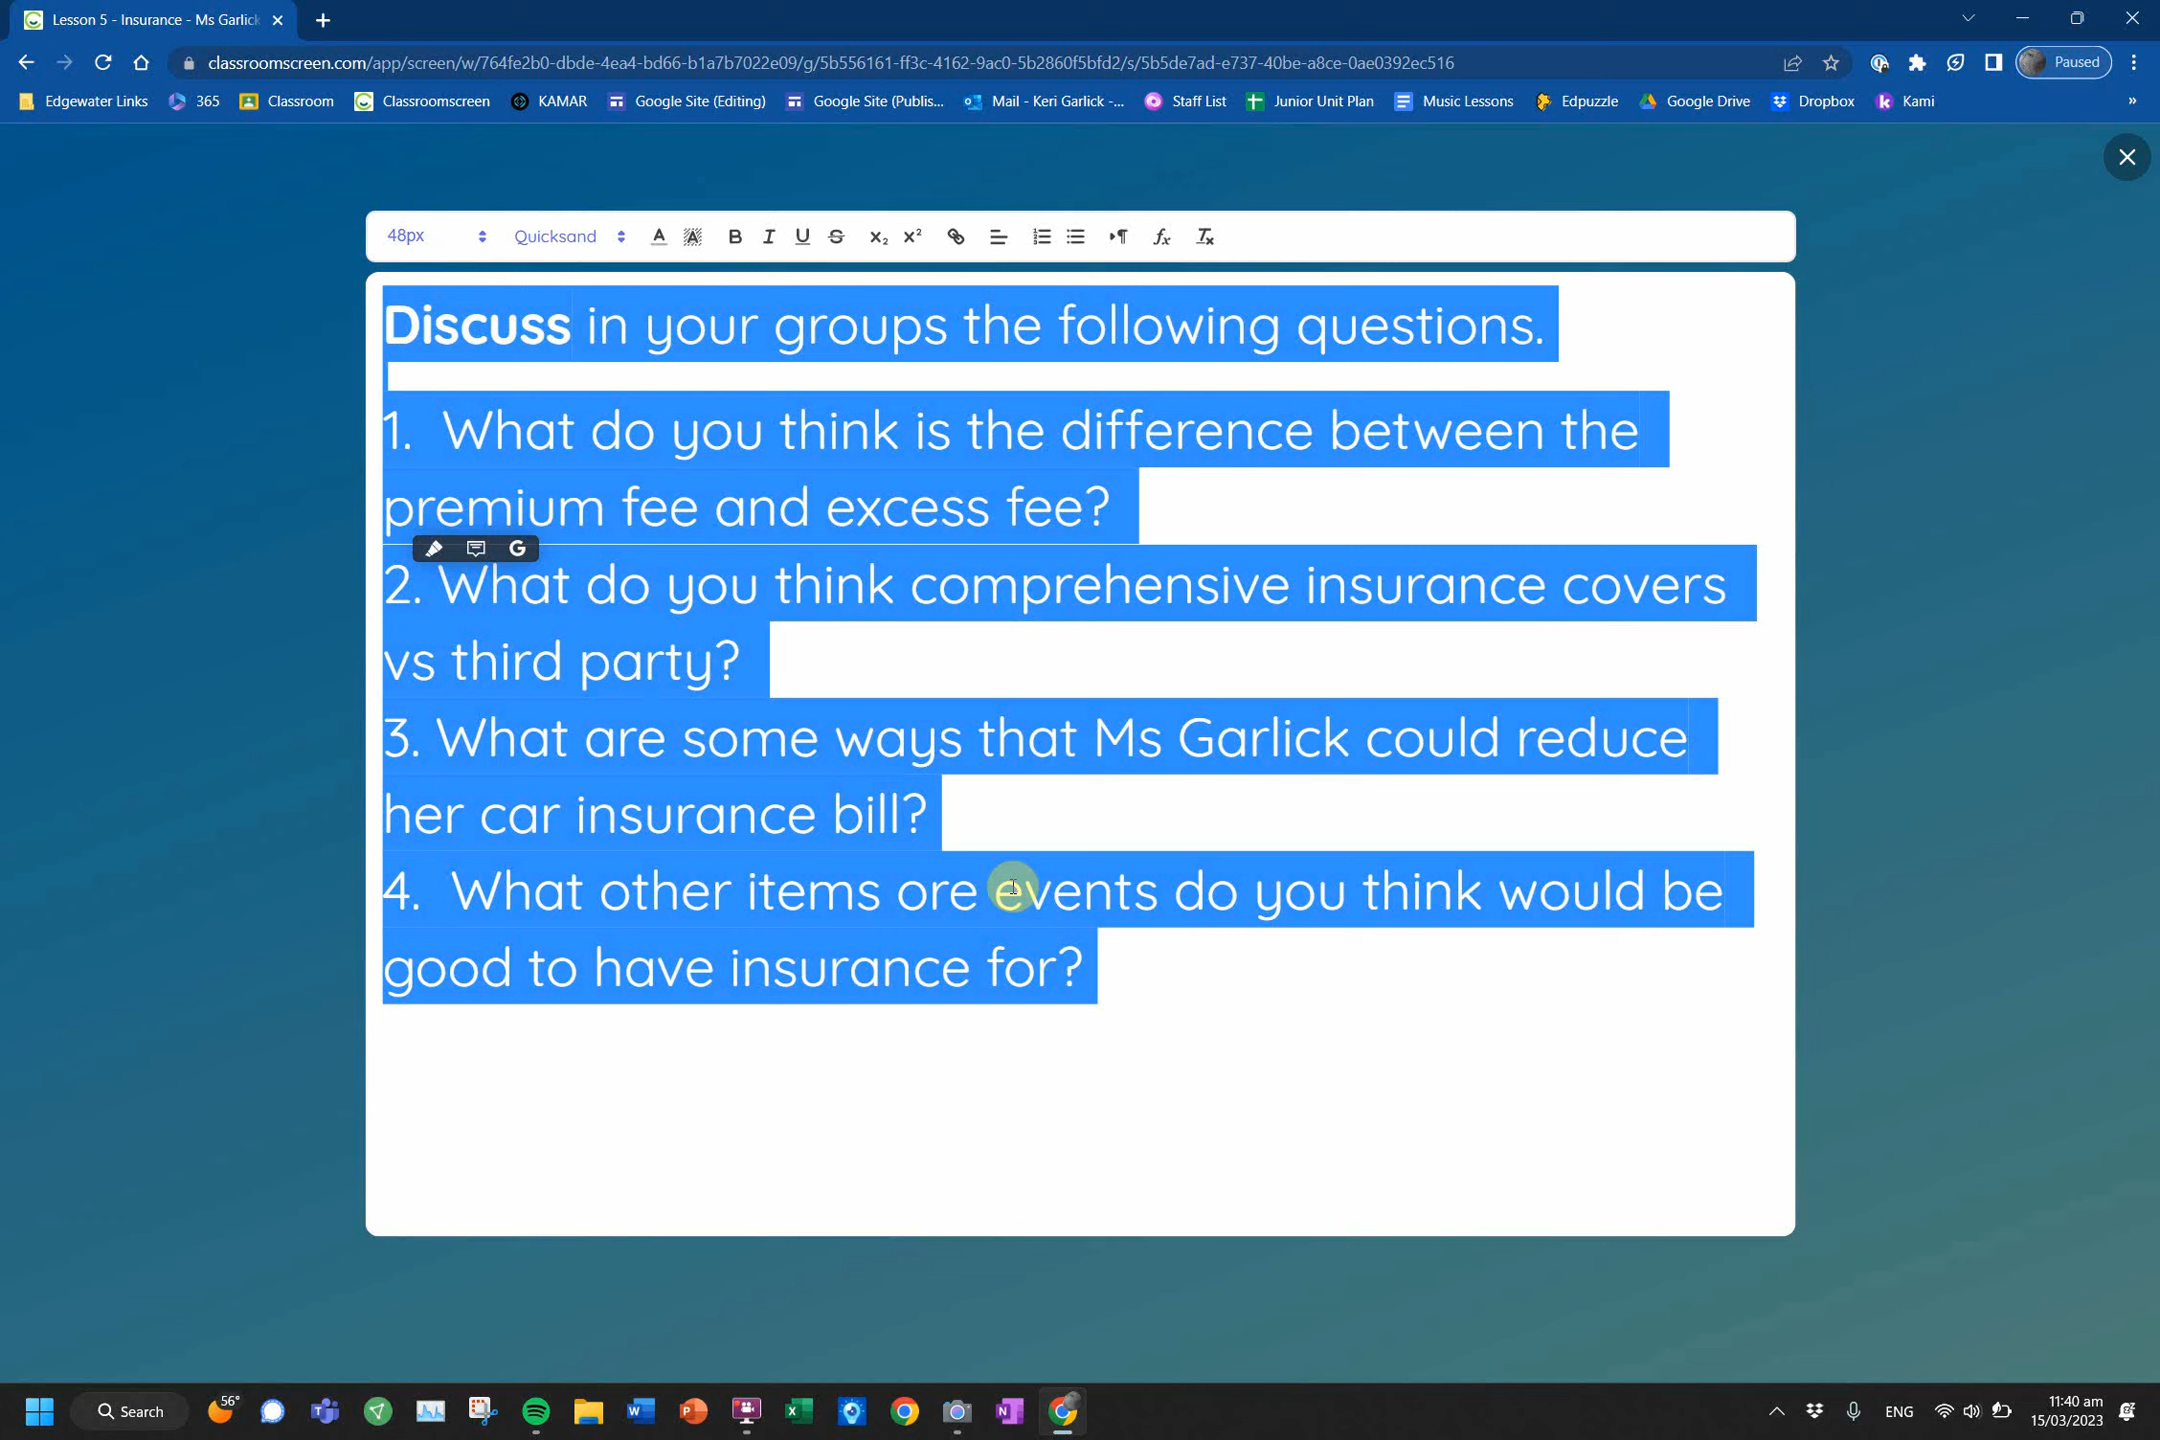 Lesson 5 - Insurance - Ms Garlick
classroomscreen.com/app/screen/w/764fe2b0-dbde-4ea4-bd66-b1a7b7022e09/g/5b556161-ff3c-4162-9ac0-5b2860f5bfd2/s/5b5de7ad-e737-40be-a8ce-0ae0392ec516
Paused
Edgewater Links 365 Classroom Classroomscreen KAMAR Google Site (Editing) Google Site (Publis... Mail - Keri Garlick -... Staff List Junior Unit Plan Music Lessons Edpuzzle Google Drive Dropbox Kami »
48px Quicksand
Discuss in your groups the following questions.
1. What do you think is the difference between the
premium fee and excess fee?
2. What do you think comprehensive insurance covers
vs third party?
3. What are some ways that Ms Garlick could reduce
her car insurance bill?
4. What other items ore events do you think would be
good to have insurance for?
56°
Search
ENG
11:40 am
15/03/2023